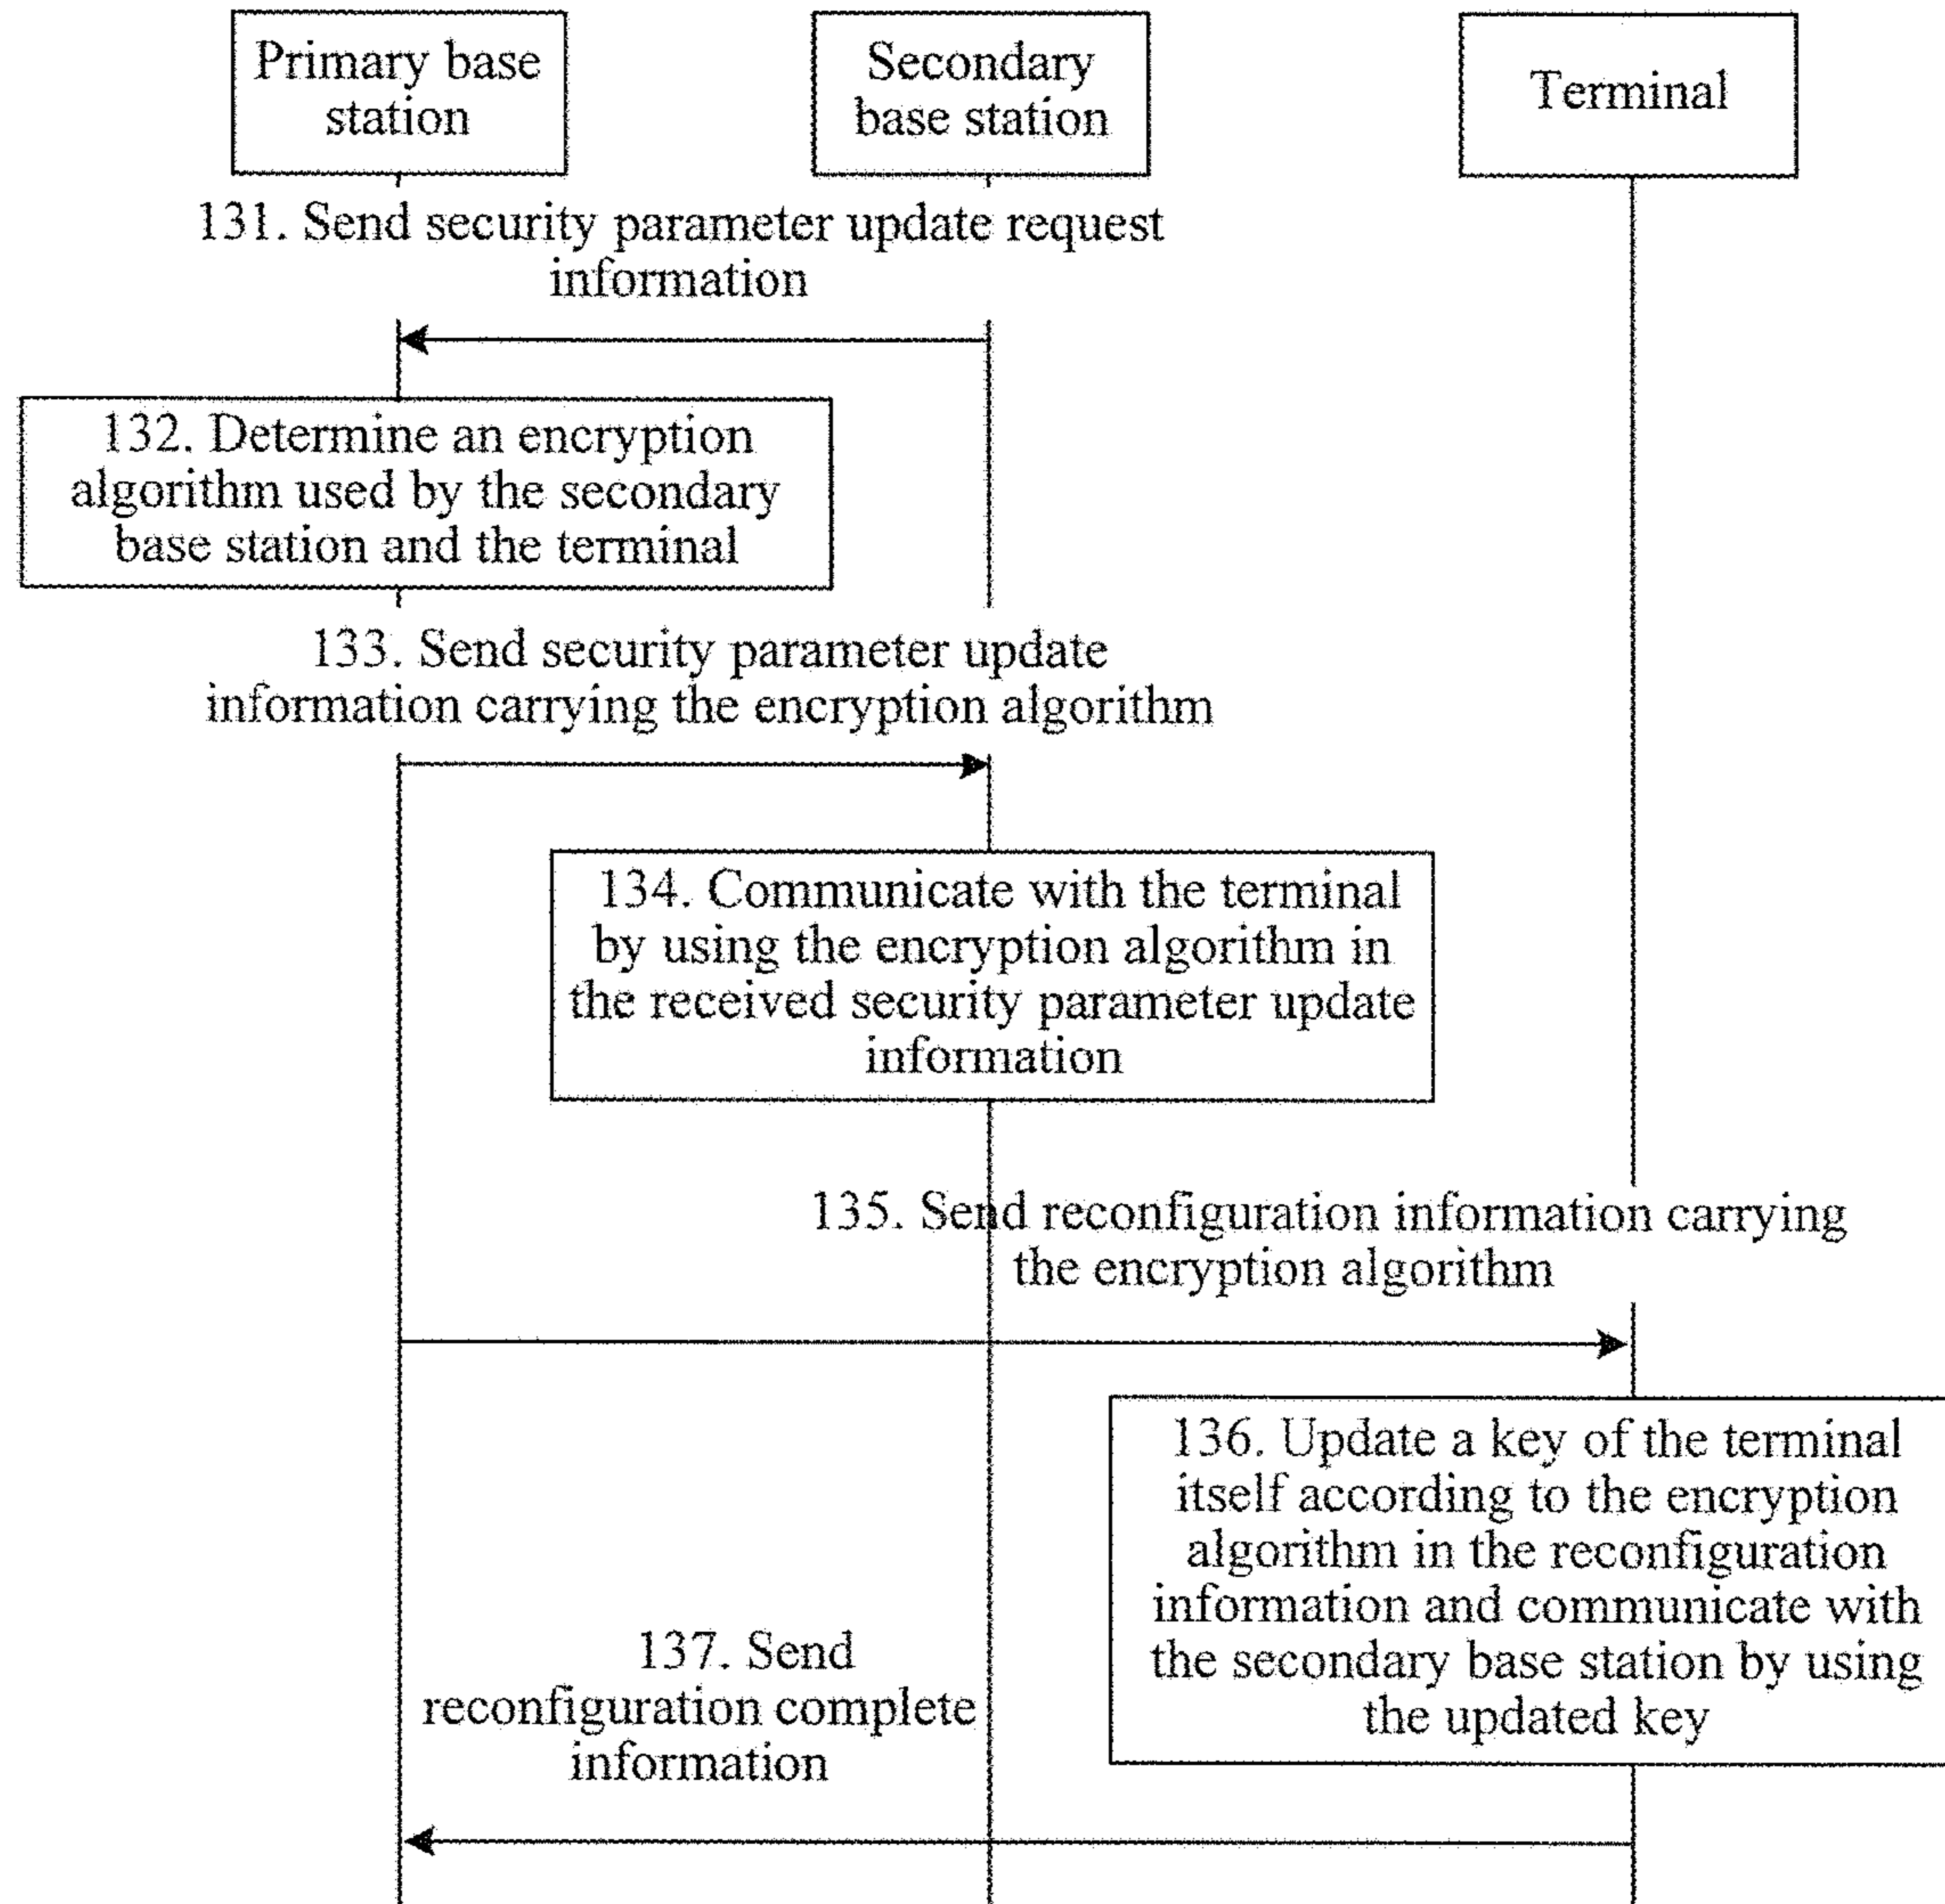 Primary base
station
Secondary
base station
Terminal
131. Send security parameter update request
information
132. Determine an encryption
algorithm used by the secondary
base station and the terminal
133. Send security parameter update
information carrying the encryption algorithm
134. Communicate with the terminal
by using the encryption algorithm in
the received security parameter update
information
135. Send reconfiguration information carrying
the encryption algorithm
136. Update a key of the terminal
itself according to the encryption
algorithm in the reconfiguration
information and communicate with
the secondary base station by using
the updated key
137. Send
reconfiguration complete
information